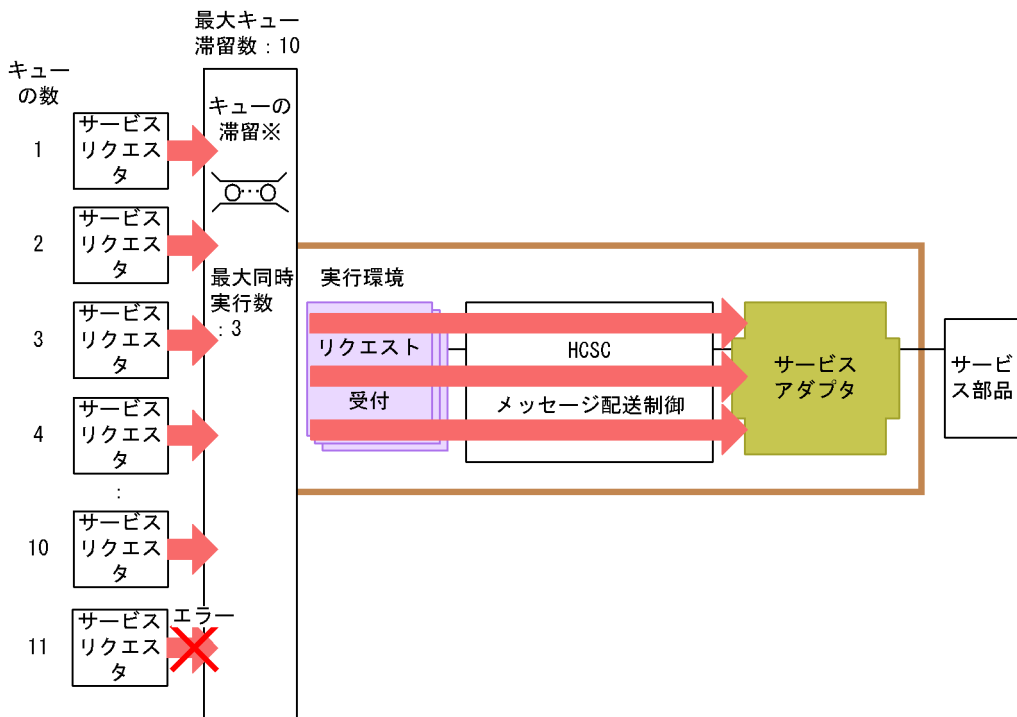 最大キュー
滞留数：10
キュー
の数
キューの
滞留※
1
サービス
リクエス
タ
2
サービス
リクエス
タ
最大同時
実行数
：3
実行環境
3
サービス
リクエス
タ
リクエスト
受付
HCSC
メッセージ配送制御
サービス
アダプタ
サービ
ス部品
4
サービス
リクエス
タ
：
10
サービス
リクエス
タ
エラー
11
サービス
リクエス
タ